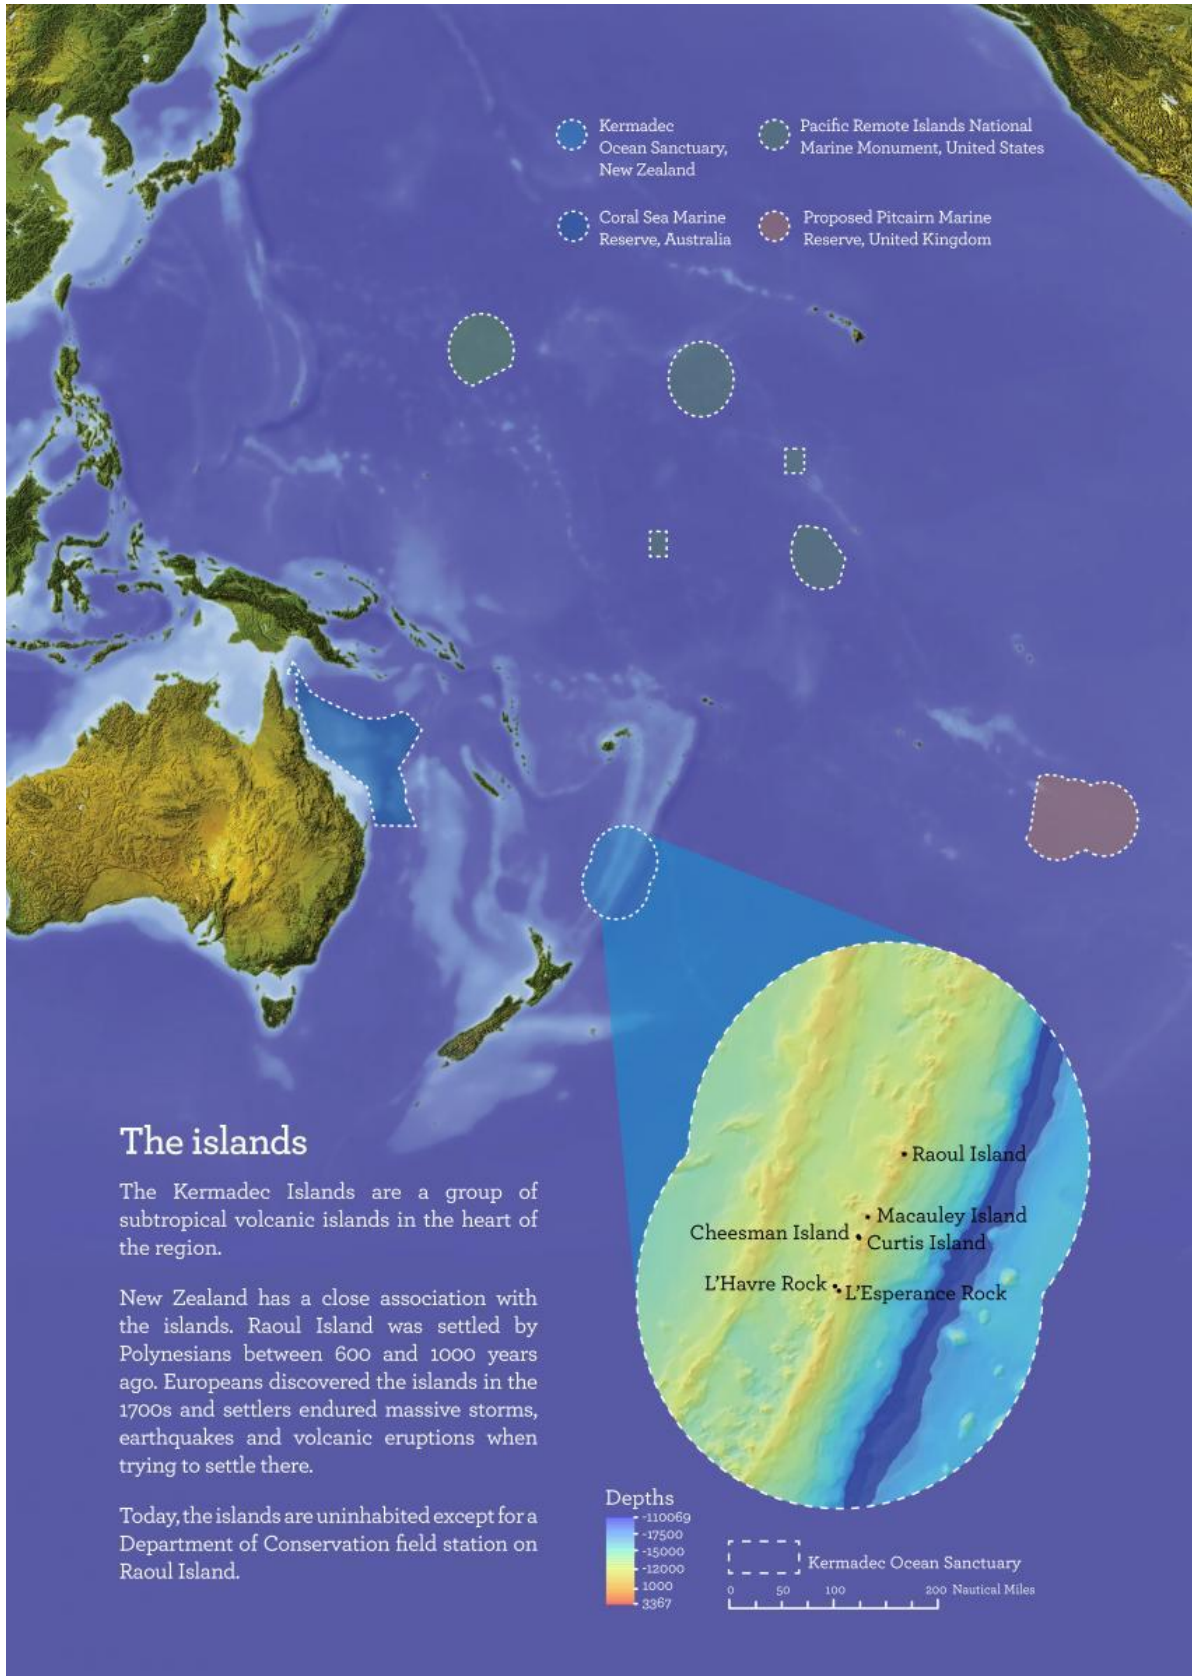 Kermadec
Ocean Sanctuary,
New Zealand
Pacific Remote Islands National
Marine Monument, United States
Coral Sea Marine
Reserve, Australia
Proposed Pitcairn Marine
Reserve, United Kingdom
Raoul Island
Macauley Island
Cheesman Island
Curtis Island
L'Havre Rock
L'Esperance Rock
The islands
The Kermadec Islands are a group of
subtropical volcanic islands in the heart of
the region.
New Zealand has a close association with
the islands. Raoul Island was settled by
Polynesians between 600 and 1000 years
ago. Europeans discovered the islands in the
1700s and settlers endured massive storms,
earthquakes and volcanic eruptions when
trying to settle there.
Today, the islands are uninhabited except for a
Department of Conservation field station on
Raoul Island.
Depths
-110069
-17500
-15000
-12000
1000
3367
Kermadec Ocean Sanctuary
0 50 100 200 Nautical Miles